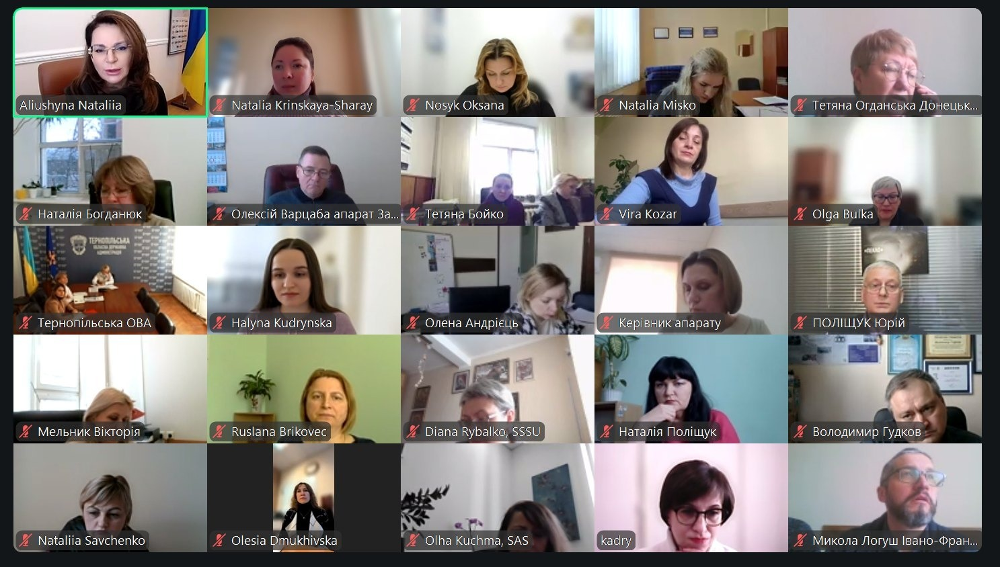 Aliushyna Nataliia
Natalia Krinskaya-Sharay
Nosyk Oksana
Natalia Misko
Тетяна Огданська Донецьк...
Наталія Богданюк
Олексій Варцаба апарат За...
Тетяна Бойко
Vira Kozar
Olga Bulka
ТЕРНОПІЛЬСЬКА
ОБЛАСНА ДЕРЖАВНА
АДМІНІСТРАЦІЯ
Тернопільська ОВА
Halyna Kudrynska
Олена Андрієць
Керівник апарату
ПОЛІЩУК Юрій
Мельник Вікторія
Ruslana Brikovec
Diana Rybalko, SSSU
Наталія Поліщук
Володимир Гудков
Nataliia Savchenko
Olesia Dmukhivska
Olha Kuchma, SAS
kadry
Микола Логуш Івано-Фран...